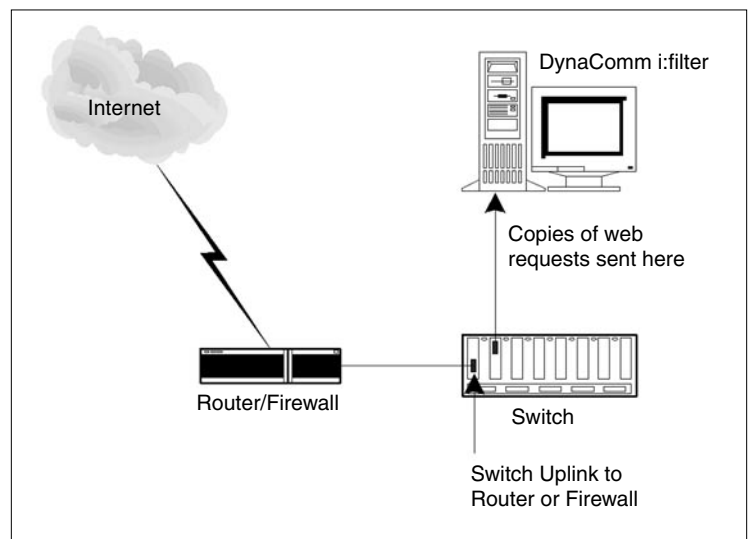 DynaComm i:filter
Internet
Copies of web
requests sent here
Router/Firewall
Switch
Switch Uplink to
Router or Firewall